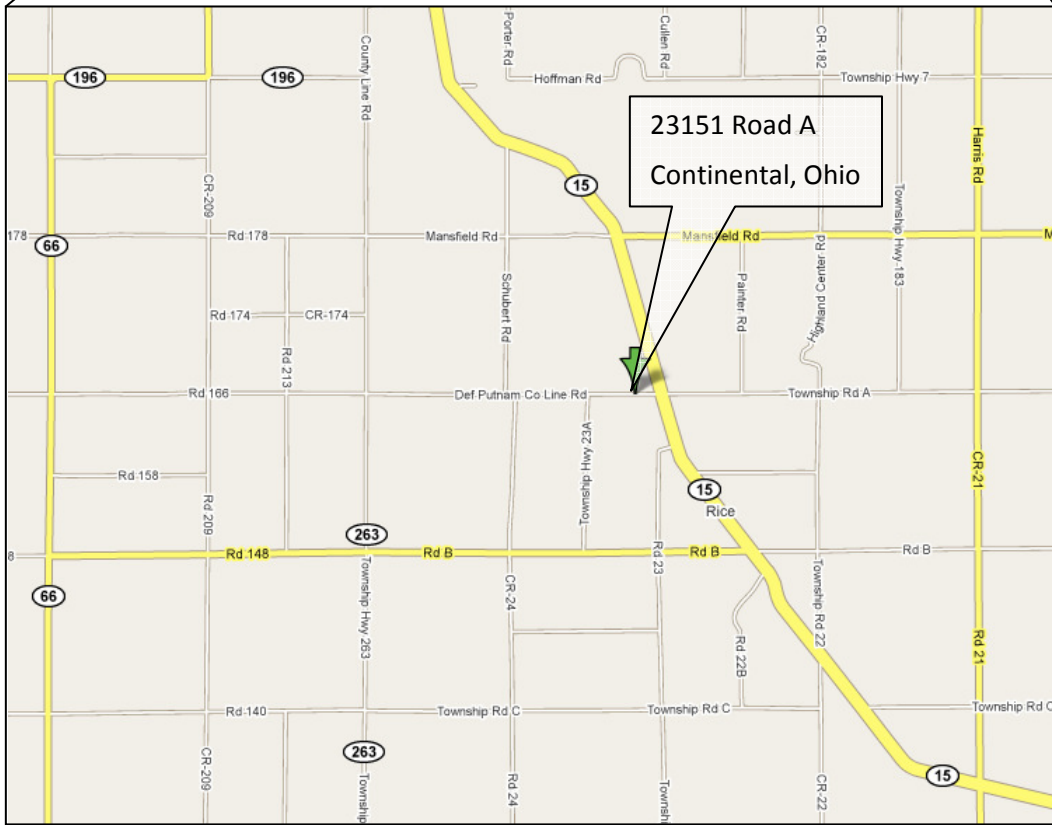 Porter Rd
Cullen Rd
CR-182
County Line Rd
196
196
Hoffman Rd
Township Hwy 7
23151 Road A
Continental, Ohio
Harris Rd
CR-209
15
Township Hwy 183
178
66
Rd 178
Mansfield Rd
Mansfield Rd
M
Schubert Rd
Painter Rd
Rd 174
CR-174
Rd 213
Rd 166
Def Putnam Co Line Rd
Township Rd A
Township Hwy 23A
Rd 158
CR-21
15
Rice
Rd 209
263
8
Rd 148
Rd B
Rd B
Rd B
Rd 23
66
Township Hwy 263
CR-24
Township Rd 22
Rd 22B
Rd 21
Rd 140
Township Rd C
Township Rd C
Township Rd C
263
CR-209
Township
Rd 24
Townshi
CR-22
15